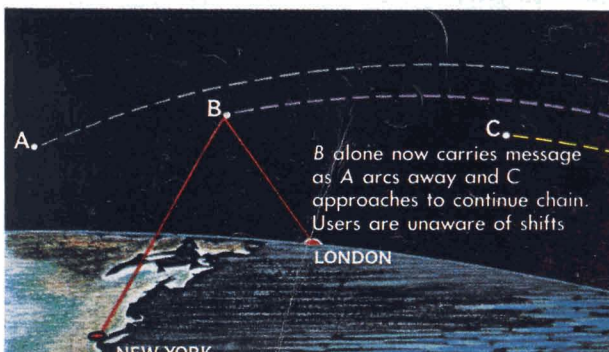 A
B
C
B alone now carries message
as A arcs away and C
approaches to continue chain.
Users are unaware of shifts
LONDON
NEW YORK